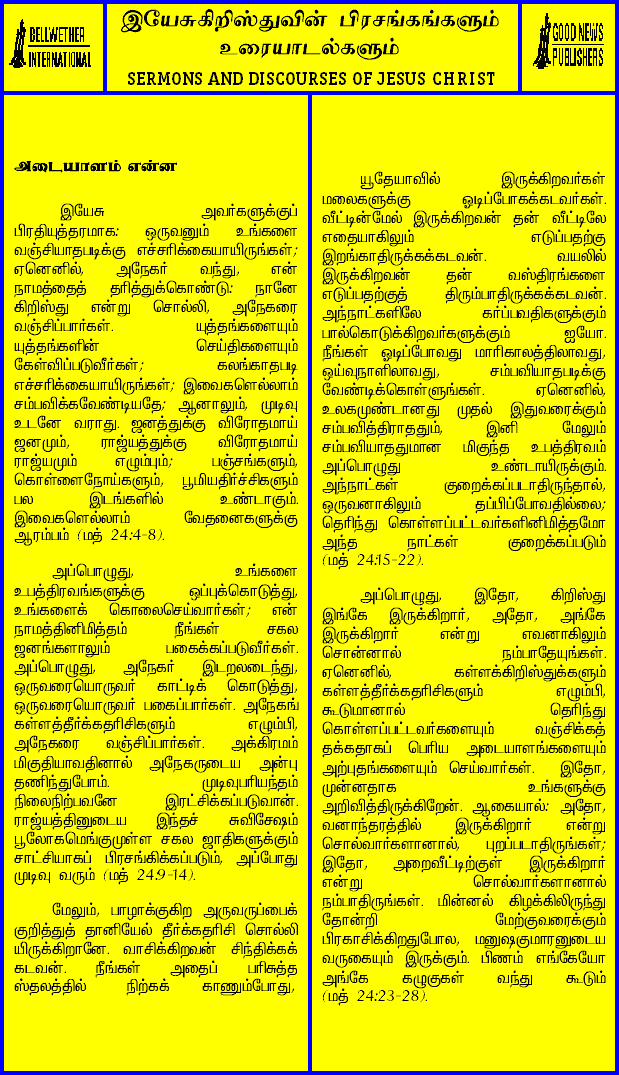 BELLWETHER
INTERNATIONAL
இயேசுகிறிஸ்துவின் பிரசங்கங்களும்
உரையாடல்களும்
SERMONS AND DISCOURSES OF JESUS CHRIST
GOOD NEWS
PUBLISHERS
அடையாளம் என்ன
இயேசு அவர்களுக்குப்
பிரதியுத்தரமாக: ஒருவனும் உங்களை
வஞ்சியாதபடிக்கு எச்சரிக்கையாயிருங்கள்;
ஏனெனில், அநேகர் வந்து, என்
நாமத்தைத் தரித்துக்கொண்டு: நானே
கிறிஸ்து என்று சொல்லி, அநேகரை
வஞ்சிப்பார்கள். யுத்தங்களையும்
யுத்தங்களின் செய்திகளையும்
கேள்விப்படுவீர்கள்; கலங்காதபடி
எச்சரிக்கையாயிருங்கள்; இவைகளெல்லாம்
சம்பவிக்கவேண்டியதே; ஆனாலும், முடிவு
உடனே வராது. ஜனத்துக்கு விரோதமாய்
ஜனமும், ராஜ்யத்துக்கு விரோதமாய்
ராஜ்யமும் எழும்பும்; பஞ்சங்களும்,
கொள்ளைநோய்களும், பூமியதிர்ச்சிகளும்
பல இடங்களில் உண்டாகும்.
இவைகளெல்லாம் வேதனைகளுக்கு
ஆரம்பம் (மத் 24:4-8).
அப்பொழுது, உங்களை
உபத்திரவங்களுக்கு ஒப்புக்கொடுத்து,
உங்களைக் கொலைசெய்வார்கள்; என்
நாமத்தினிமித்தம் நீங்கள் சகல
ஜனங்களாலும் பகைக்கப்படுவீர்கள்.
அப்பொழுது, அநேகர் இடறலடைந்து,
ஒருவரையொருவர் காட்டிக் கொடுத்து,
ஒருவரையொருவர் பகைப்பார்கள். அநேகங்
கள்ளத்தீர்க்கதரிசிகளும் எழும்பி,
அநேகரை வஞ்சிப்பார்கள். அக்கிரமம்
மிகுதியாவதினால் அநேகருடைய அன்பு
தணிந்துபோம். முடிவுபரியந்தம்
நிலைநிற்பவனே இரட்சிக்கப்படுவான்.
ராஜ்யத்தினுடைய இந்தச் சுவிசேஷம்
பூலோகமெங்குமுள்ள சகல ஜாதிகளுக்கும்
சாட்சியாகப் பிரசங்கிக்கப்படும், அப்போது
முடிவு வரும் (மத் 24:9-14).
மேலும், பாழாக்குகிற அருவருப்பைக்
குறித்துத் தானியேல் தீர்க்கதரிசி சொல்லி
யிருக்கிறானே. வாசிக்கிறவன் சிந்திக்கக்
கடவன். நீங்கள் அதைப் பரிசுத்த
ஸ்தலத்தில் நிற்கக் காணும்போது,
யூதேயாவில் இருக்கிறவர்கள்
மலைகளுக்கு ஓடிப்போகக்கடவர்கள்.
வீட்டின்மேல் இருக்கிறவன் தன் வீட்டிலே
எதையாகிலும் எடுப்பதற்கு
இறங்காதிருக்கக்கடவன். வயலில்
இருக்கிறவன் தன் வஸ்திரங்களை
எடுப்பதற்குத் திரும்பாதிருக்கக்கடவன்.
அந்நாட்களிலே கர்ப்பவதிகளுக்கும்
பால்கொடுக்கிறவர்களுக்கும் ஐயோ.
நீங்கள் ஓடிப்போவது மாரிகாலத்திலாவது,
ஓய்வுநாளிலாவது, சம்பவியாதபடிக்கு
வேண்டிக்கொள்ளுங்கள். ஏனெனில்,
உலகமுண்டானது முதல் இதுவரைக்கும்
சம்பவித்திராததும், இனி மேலும்
சம்பவியாததுமான மிகுந்த உபத்திரவம்
அப்பொழுது உண்டாயிருக்கும்.
அந்நாட்கள் குறைக்கப்படாதிருந்தால்,
ஒருவனாகிலும் தப்பிப்போவதில்லை;
தெரிந்து கொள்ளப்பட்டவர்களினிமித்தமோ
அந்த நாட்கள் குறைக்கப்படும்
(மத் 24:15-22).
அப்பொழுது, இதோ, கிறிஸ்து
இங்கே இருக்கிறார், அதோ, அங்கே
இருக்கிறார் என்று எவனாகிலும்
சொன்னால் நம்பாதேயுங்கள்.
ஏனெனில், கள்ளக்கிறிஸ்துக்களும்
கள்ளத்தீர்க்கதரிசிகளும் எழும்பி,
கூடுமானால் தெரிந்து
கொள்ளப்பட்டவர்களையும் வஞ்சிக்கத்
தக்கதாகப் பெரிய அடையாளங்களையும்
அற்புதங்களையும் செய்வார்கள். இதோ,
முன்னதாக உங்களுக்கு
அறிவித்திருக்கிறேன். ஆகையால்: அதோ,
வனாந்தரத்தில் இருக்கிறார் என்று
சொல்வார்களானால், புறப்படாதிருங்கள்;
இதோ, அறைவீட்டிற்குள் இருக்கிறார்
என்று சொல்வார்களானால்
நம்பாதிருங்கள். மின்னல் கிழக்கிலிருந்து
தோன்றி மேற்குவரைக்கும்
பிரகாசிக்கிறதுபோல, மனுஷகுமாரனுடைய
வருகையும் இருக்கும். பிணம் எங்கேயோ
அங்கே கழுகுகள் வந்து கூடும்
(மத் 24:23-28).